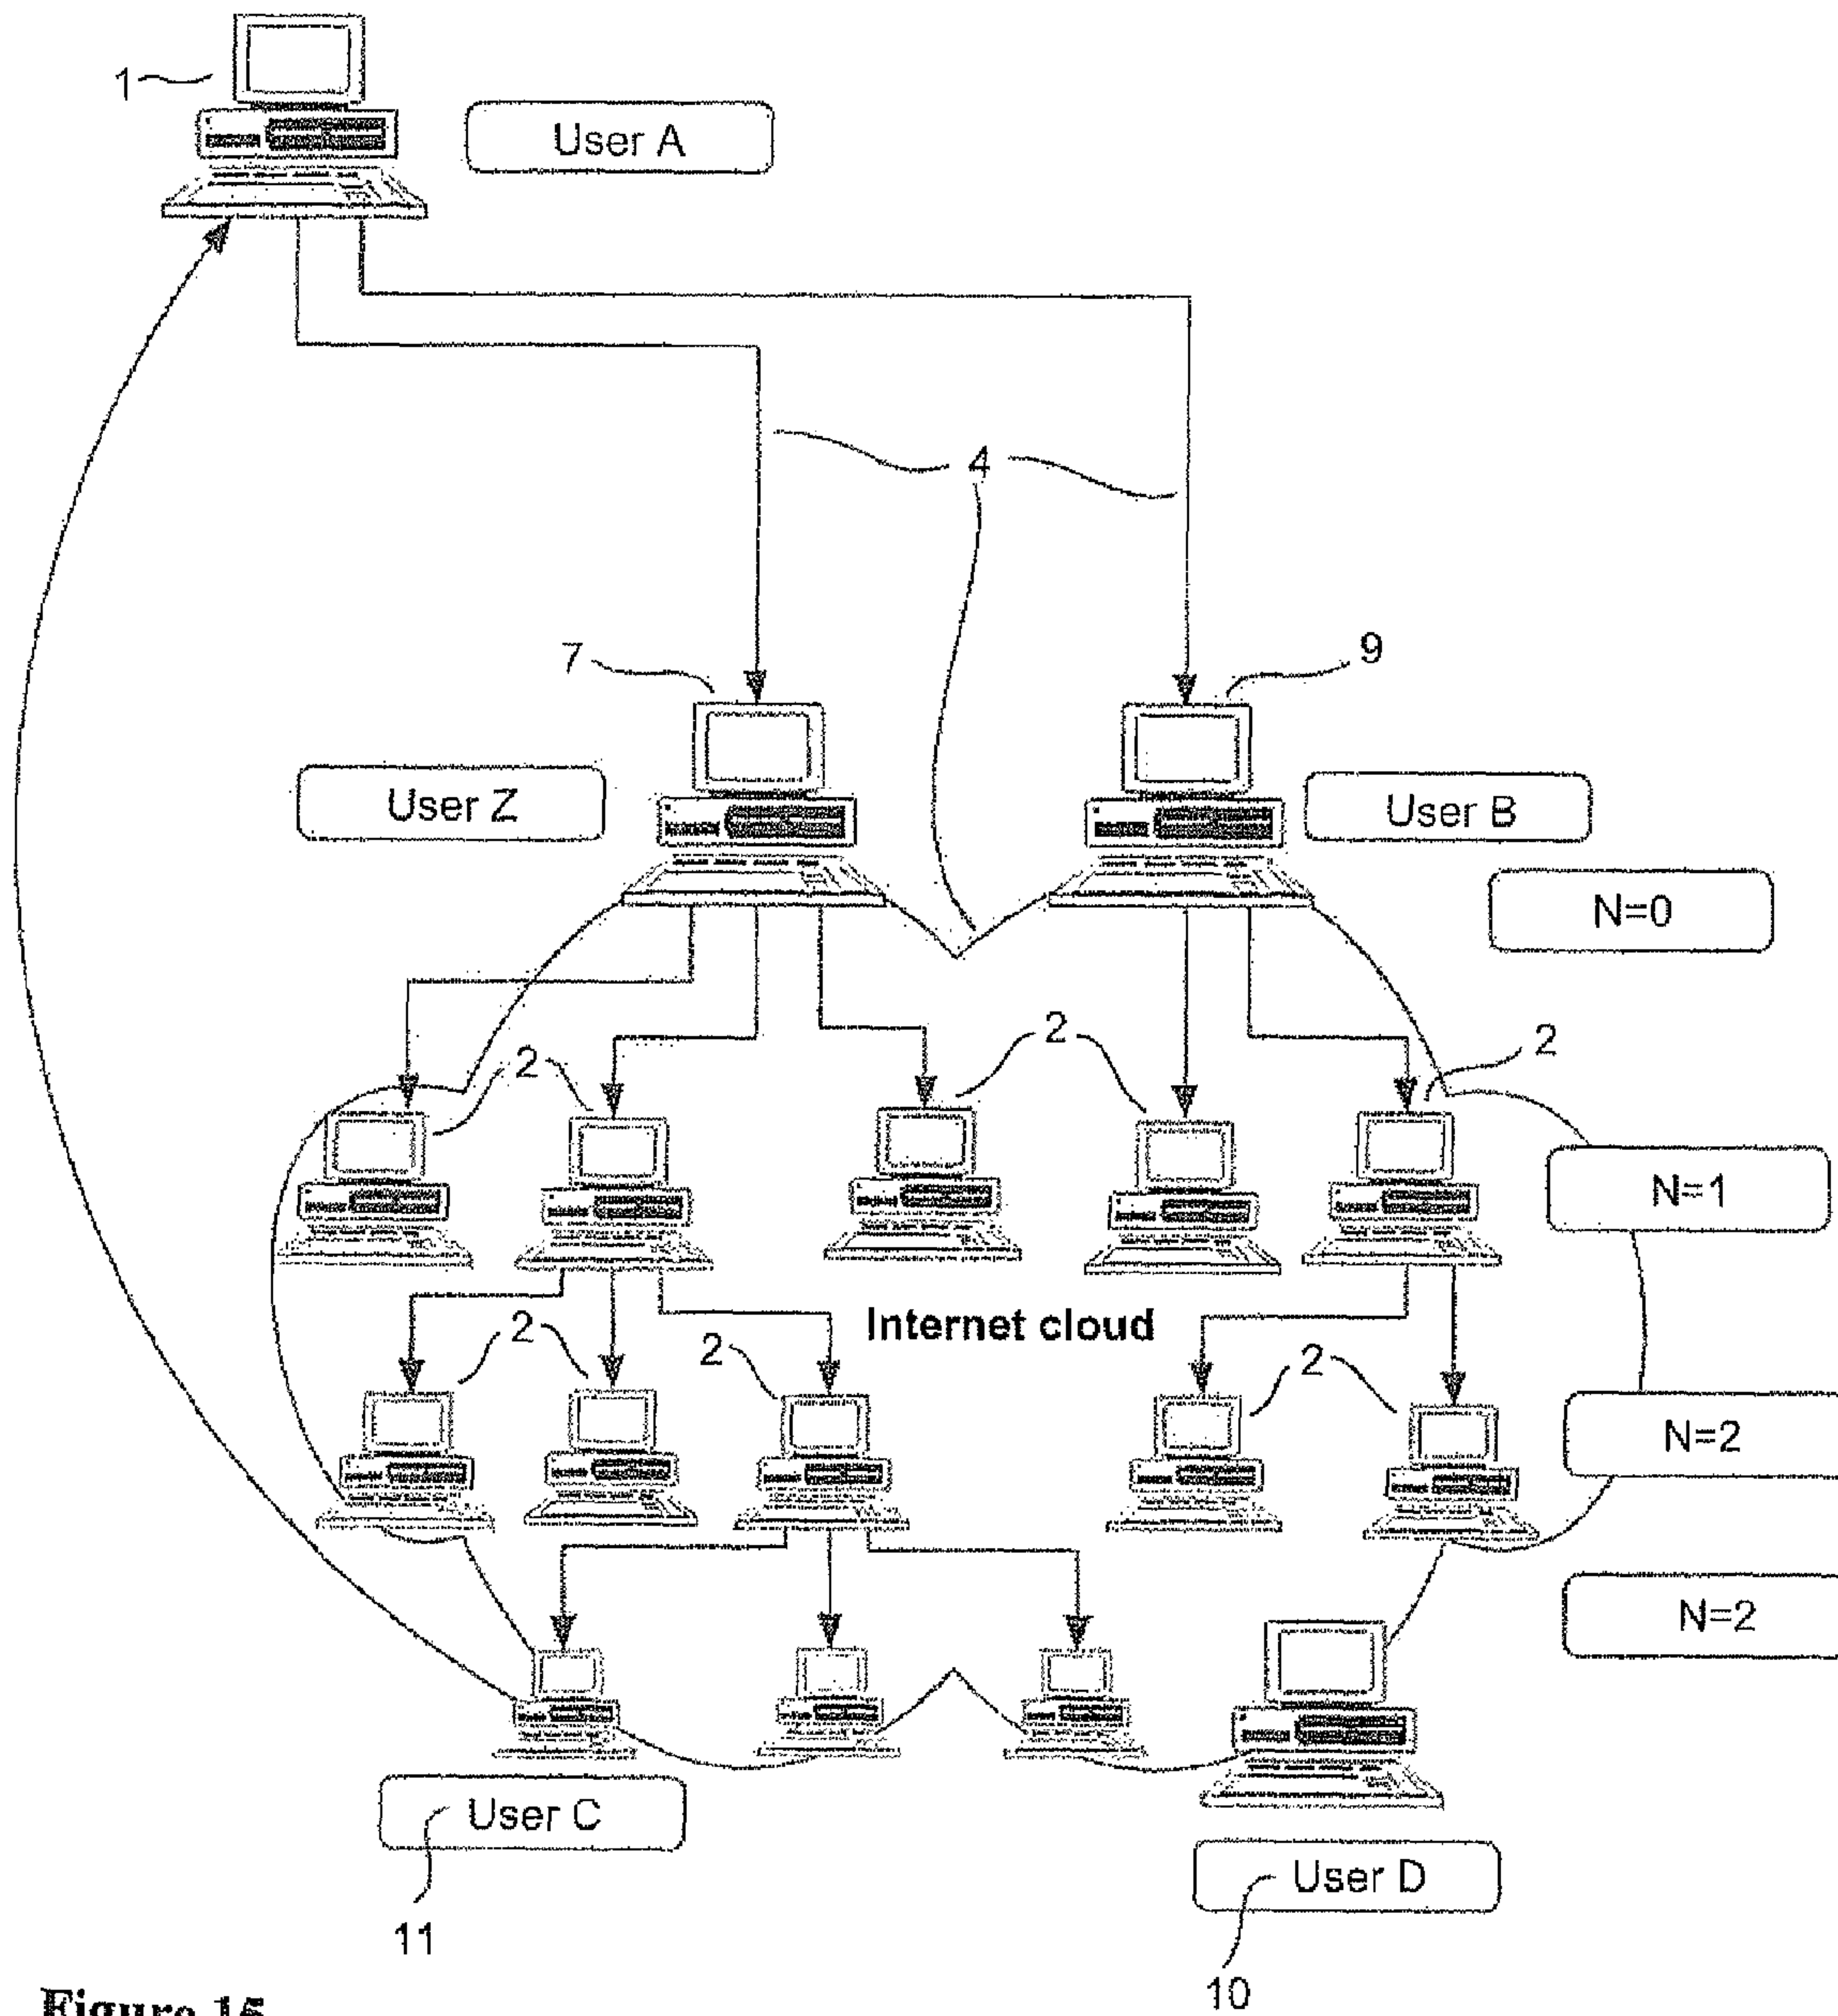 1
User A
4
7
9
User Z
User B
N=0
2
2
2
N=1
2
Internet cloud
2
2
N=2
N=2
User C
User D
11
10
Figure 15